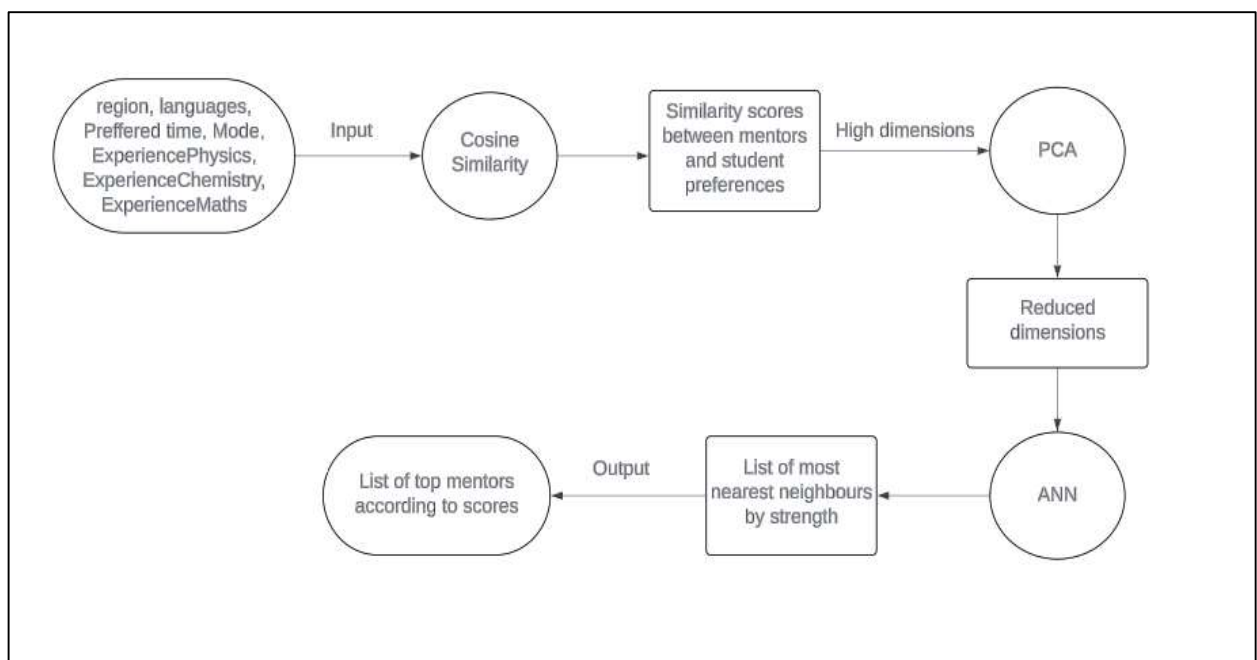 region, languages,
Preffered time, Mode,
ExperiencePhysics,
ExperienceChemistry,
ExperienceMaths
Input
Cosine
Similarity
Similarity scores
between mentors
and student
preferences
High dimensions
PCA
Reduced
dimensions
ANN
List of most
nearest neighbours
by strength
Output
List of top mentors
according to scores